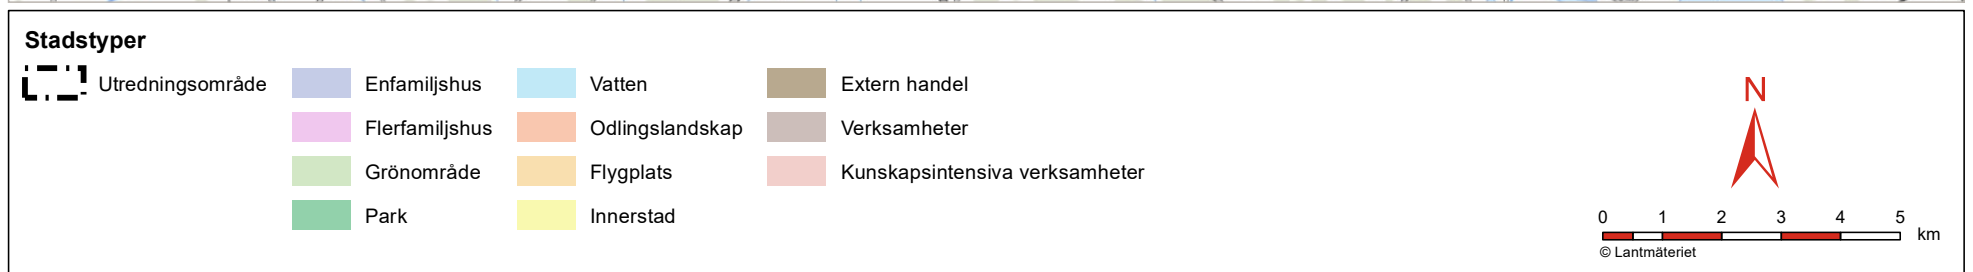 Stadstyper
Utredningsområde
Enfamiljshus
Flerfamiljshus
Grönområde
Park
Vatten
Odlingslandskap
Flygplats
Innerstad
Extern handel
Verksamheter
Kunskapsintensiva verksamheter
N
0 1 2 3 4 5
km
© Lantmäteriet